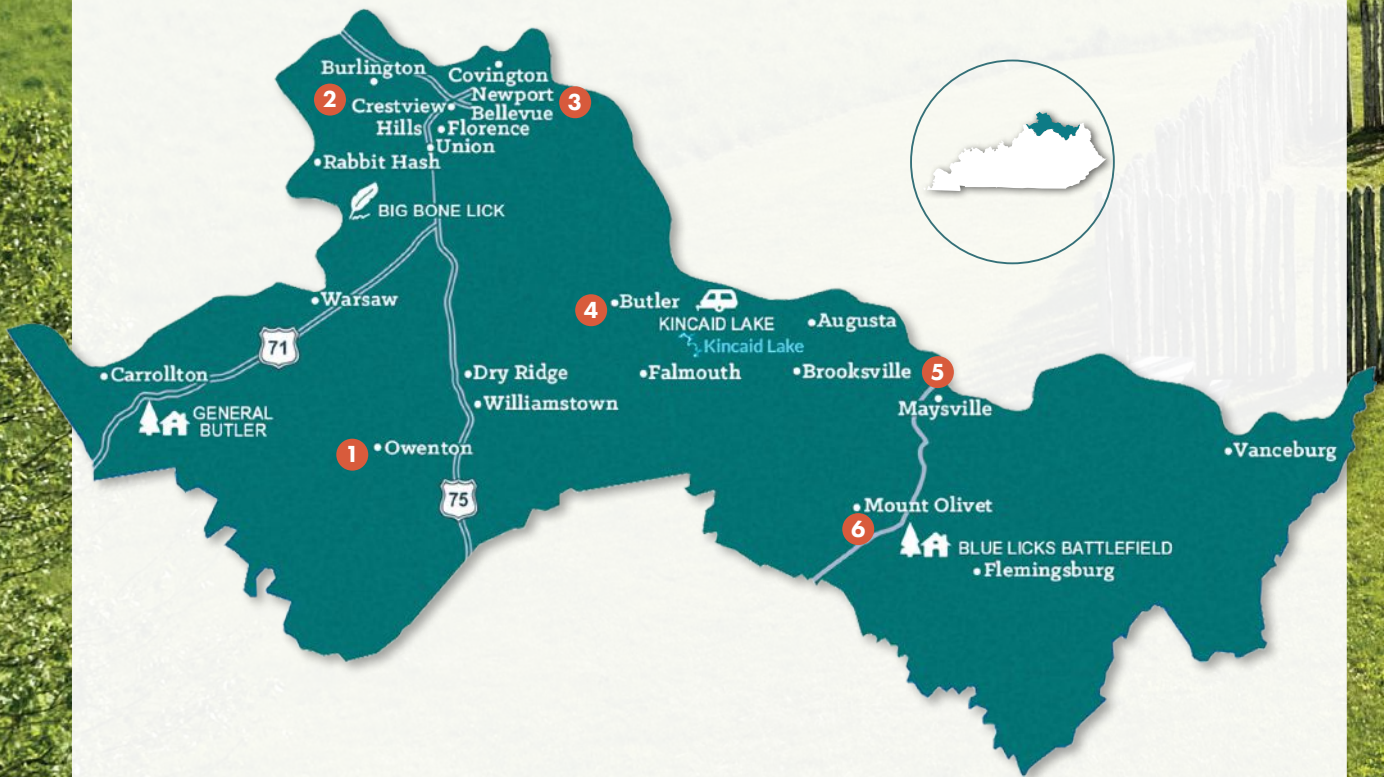 Burlington
Covington
2
Crestview
Hills
Newport
Bellevue
3
Florence
Union
Rabbit Hash
BIG BONE LICK
Warsaw
4
Butler
KINCAID LAKE
Kincaid Lake
Augusta
71
Carrollton
Dry Ridge
Falmouth
Brooksville
5
Williamstown
Maysville
GENERAL
BUTLER
1
Owenton
Vanceburg
75
Mount Olivet
6
BLUE LICKS BATTLEFIELD
Flemingsburg